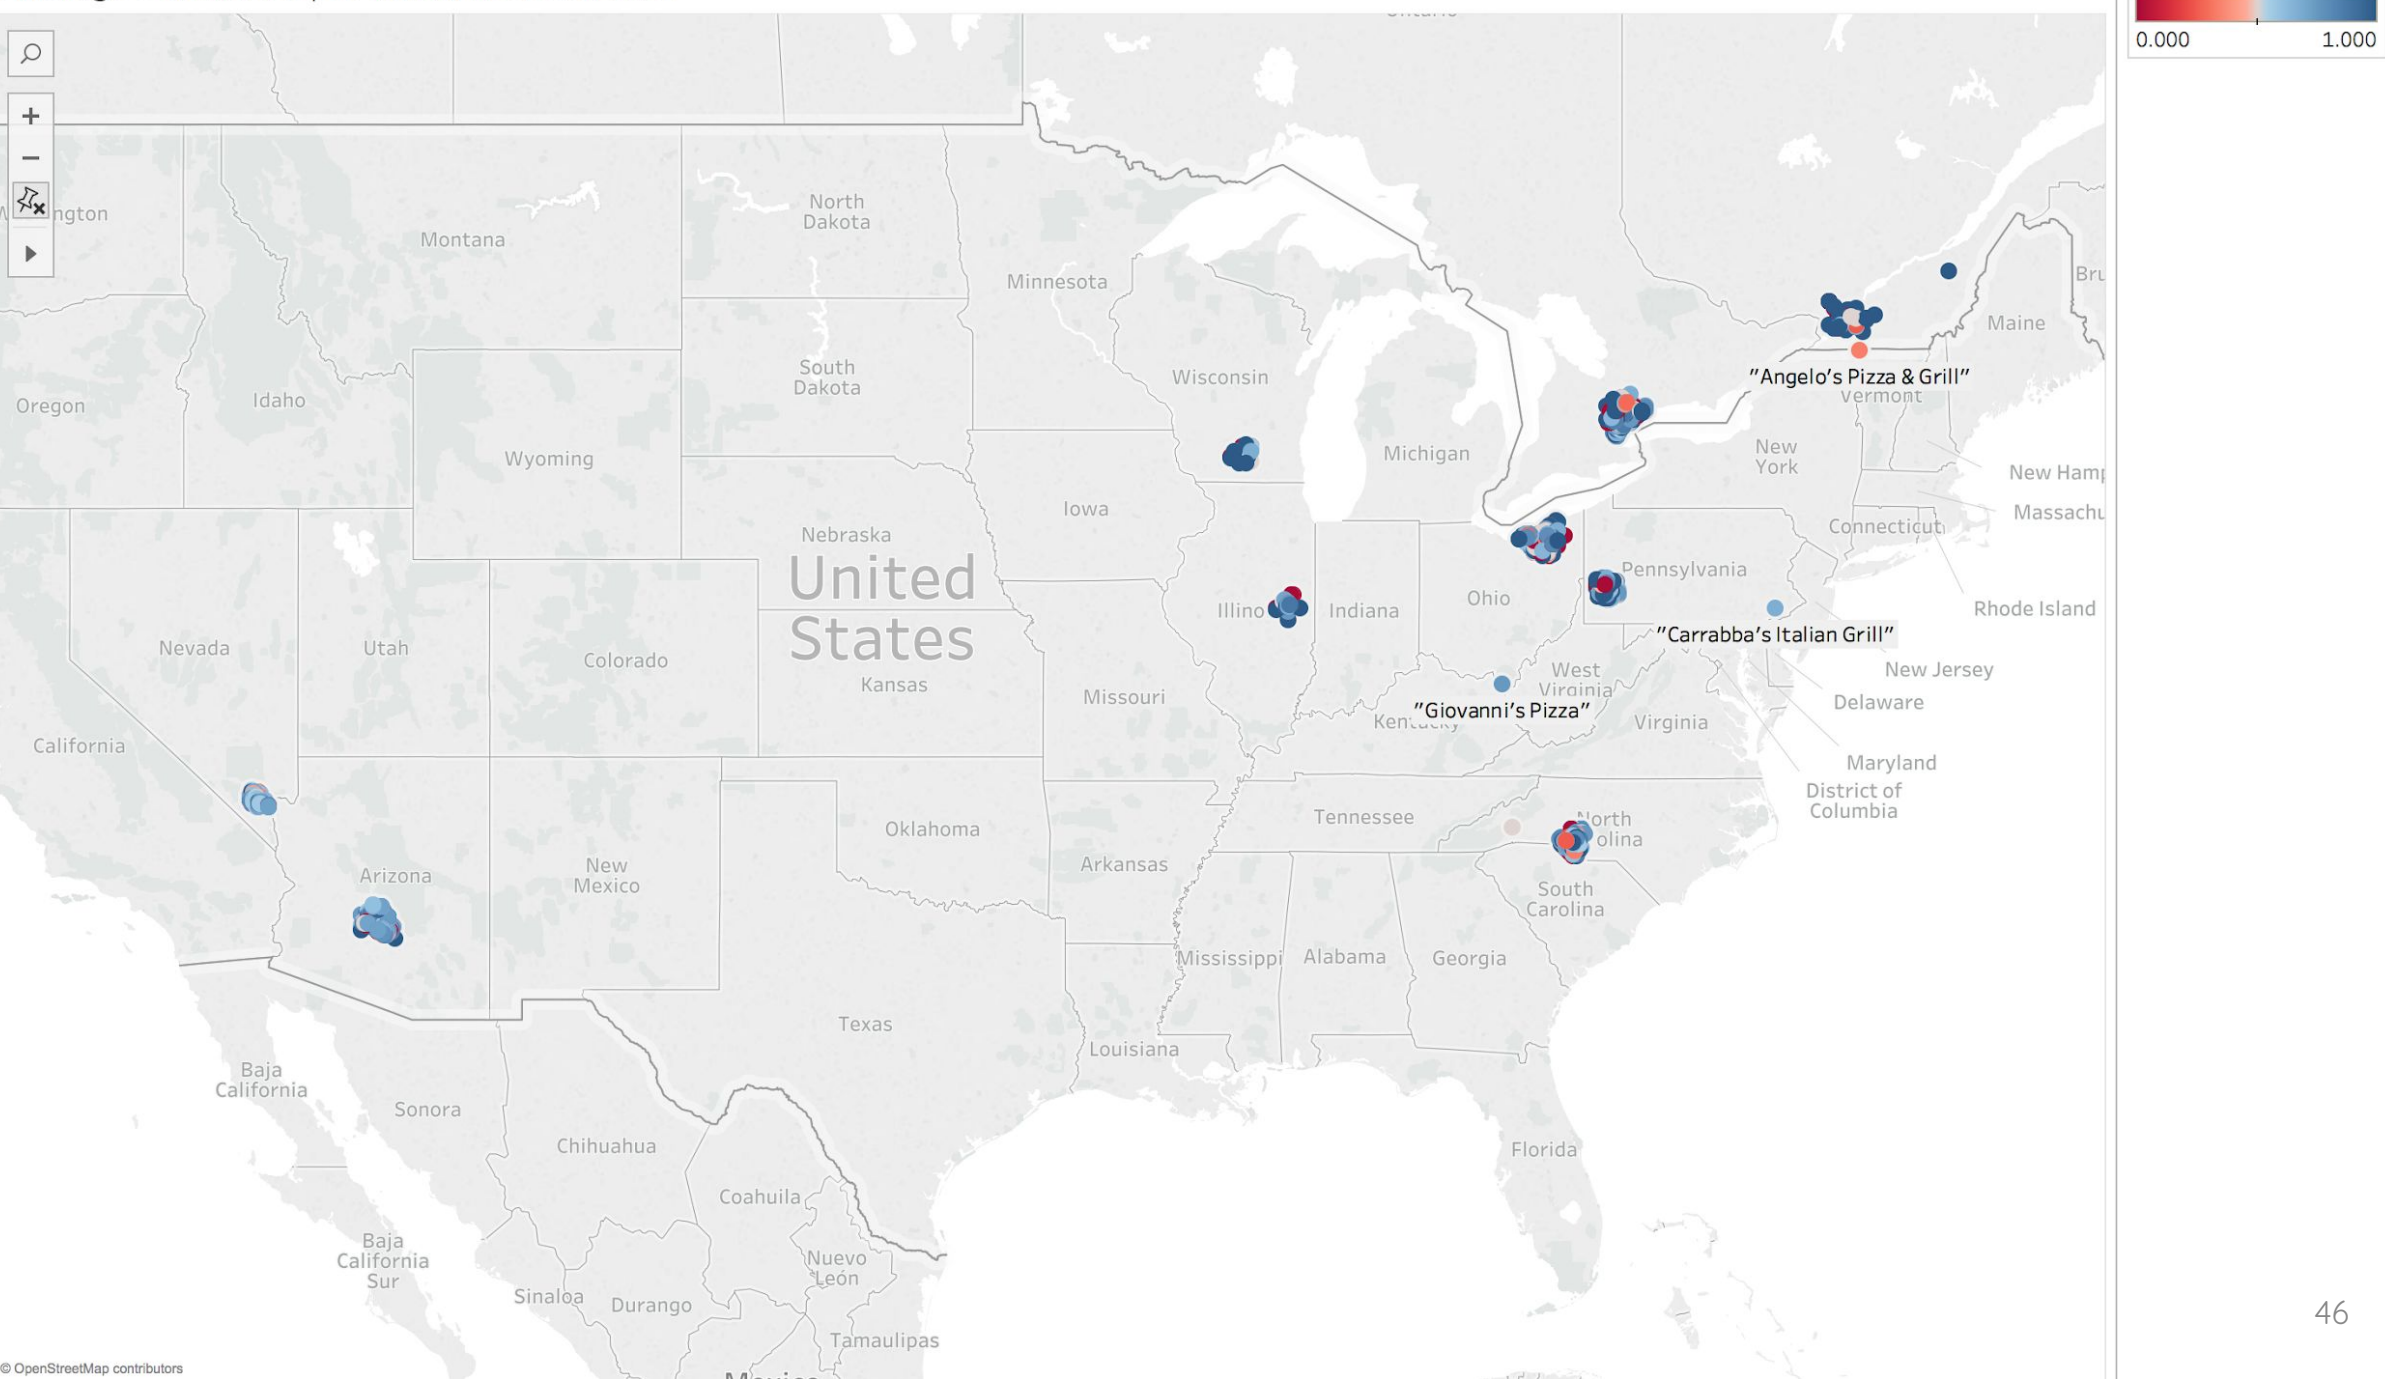 0.000
1.000
ngton
Montana
North
Dakota
Minnesota
Bru
Maine
Oregon
Idaho
South
Dakota
Wisconsin
"Angelo's Pizza & Grill"
Vermont
Wyoming
Michigan
New
York
New Hamp
Iowa
Massachu
Connecticut
Nebraska
United
States
Pennsylvania
Illino
Indiana
Ohio
Rhode Island
"Carrabba's Italian Grill"
Nevada
Utah
Colorado
Kansas
Missouri
West
Virginia
New Jersey
Delaware
"Giovanni's Pizza"
Kentucky
Virginia
California
Maryland
District of
Columbia
Tennessee
North
olina
Oklahoma
Arkansas
Arizona
New
Mexico
South
Carolina
Mississippi
Alabama
Georgia
Texas
Louisiana
Baja
California
Sonora
Chihuahua
Florida
Coahuila
Baja
California
Sur
Nuevo
León
Sinaloa
Durango
Tamaulipas
46
© OpenStreetMap contributors